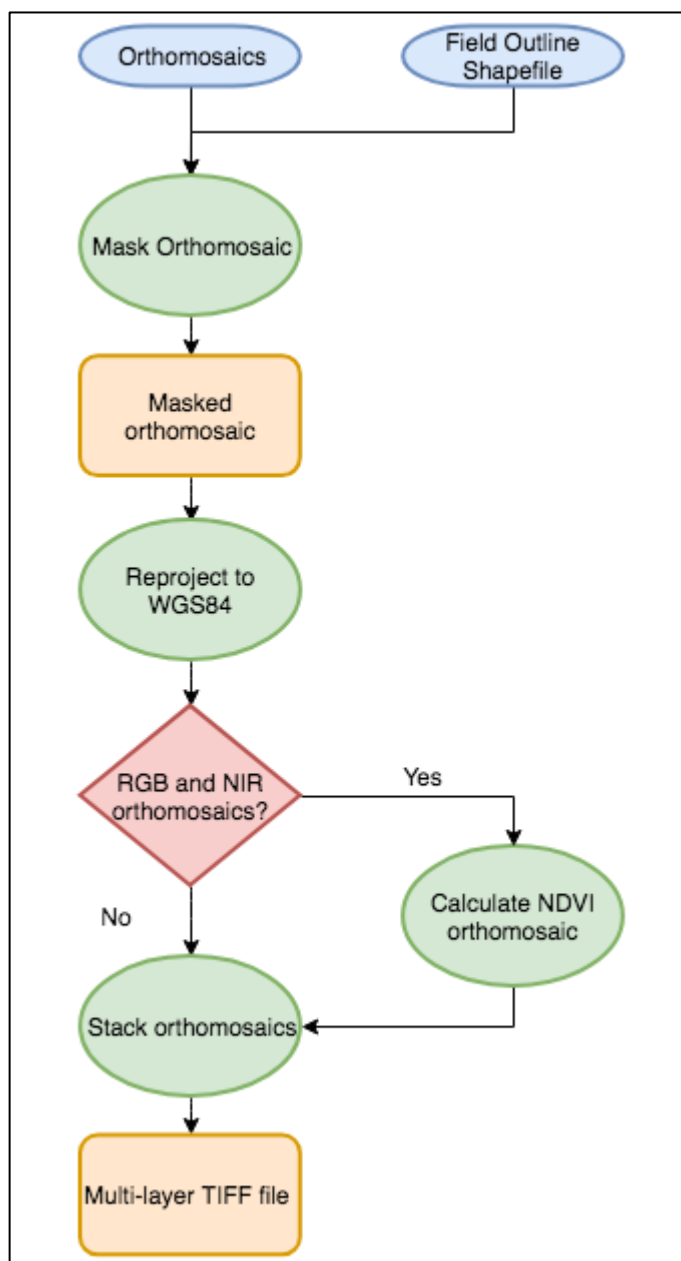 Orthomosaics
Field Outline
Shapefile
Mask Orthomosaic
Masked
orthomosaic
Reproject to
WGS84
RGB and NIR
orthomosaics?
Yes
No
Calculate NDVI
orthomosaic
Stack orthomosaics
Multi-layer TIFF file